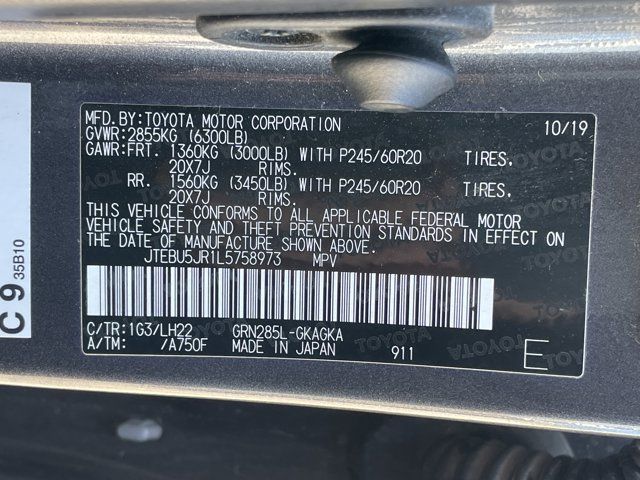 MFD. BY:TOYOTA MOTOR CORPORATION 10/19
GVWR:2855KG (6300LB)
GAWR:FRT. 1360KG (3000LB) WITH P245/60R20 TIRES.
20X7J RIMS.
RR. 1560KG (3450LB) WITH P245/60R20 TIRES.
20X7J RIMS.
THIS VEHICLE CONFORMS TO ALL APPLICABLE FEDERAL MOTOR
VEHICLE SAFETY AND THEFT PREVENTION STANDARDS IN EFFECT ON
THE DATE OF MANUFACTURE SHOWN ABOVE.
JTEBU5JR1L5758973 MPV
C/TR:1G3/LH22 GRN285L-GKAGKA
A/TM: /A750F MADE IN JAPAN 911 E
C 9 35B10